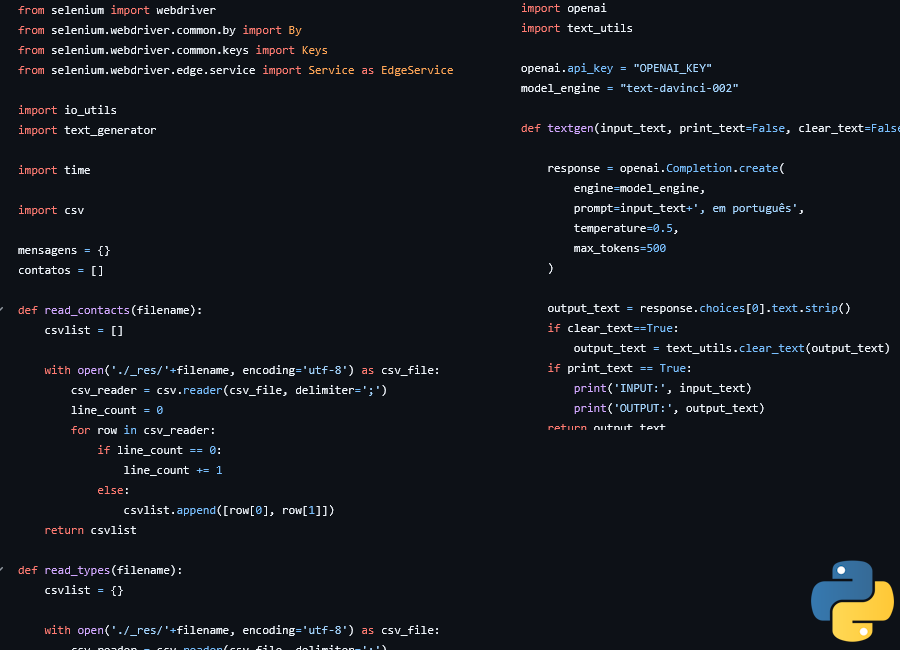 from selenium import webdriver
from selenium.webdriver.common.by import By
from selenium.webdriver.common.keys import Keys
from selenium.webdriver.edge.service import Service as EdgeService
import io_utils
import text_generator
import time
import csv
mensagens = {}
contatos = []
def read_contacts(filename):
csvlist = []
with open('./_res/'+filename, encoding='utf-8') as csv_file:
csv_reader = csv.reader(csv_file, delimiter=';')
line_count = 0
for row in csv_reader:
if line_count == 0:
line_count += 1
else:
csvlist.append([row[0], row[1]])
return csvlist
def read_types(filename):
csvlist = {}
with open('./_res/'+filename, encoding='utf-8') as csv_file:
csv_reader = csv.reader(csv_file, delimiter=';')
import openai
import text_utils
openai.api_key = "OPENAI_KEY"
model_engine = "text-davinci-002"
def textgen(input_text, print_text=False, clear_text=False
response = openai.Completion.create(
engine=model_engine,
prompt=input_text+', em português',
temperature=0.5,
max_tokens=500
)
output_text = response.choices[0].text.strip()
if clear_text==True:
output_text = text_utils.clear_text(output_text)
if print_text == True:
print('INPUT:', input_text)
print('OUTPUT:', output_text)
return output_text